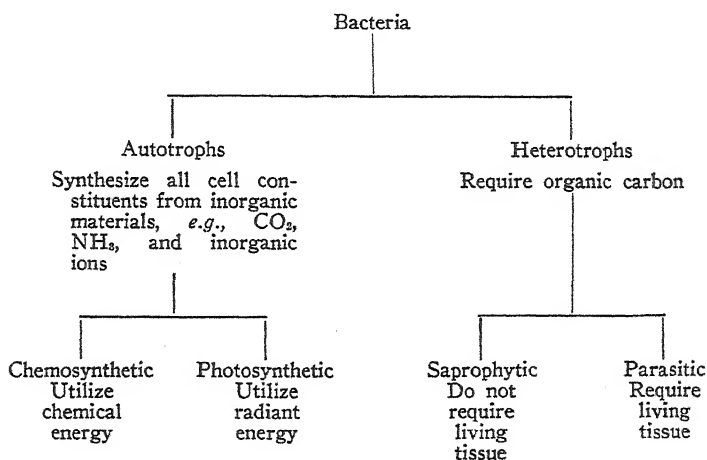 Bacteria
Autotrophs
Synthesize all cell con-
stituents from inorganic
materials, e.g., CO₂,
NH₃, and inorganic
ions
Heterotrophs
Require organic carbon
Chemosynthetic
Utilize
chemical
energy
Photosynthetic
Utilize
radiant
energy
Saprophytic
Do not
require
living
tissue
Parasitic
Require
living
tissue